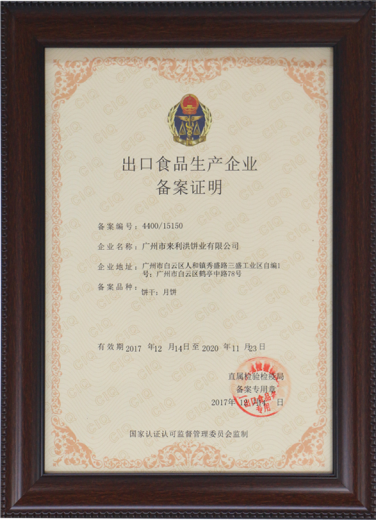 出口食品生产企业
备案证明
备案编号：4400/15150
企业名称：广州市来利洪饼业有限公司
企业地址：广州市白云区人和镇秀盛路三盛工业区自编1
号；广州市白云区鹤亭中路78号
备案品种：饼干；月饼
有效期2017 年12 月14日至 2020 年11 月23日
直属检验检疫局
备案专用章
2017年12 月14 日
国家认证认可监督管理委员会监制